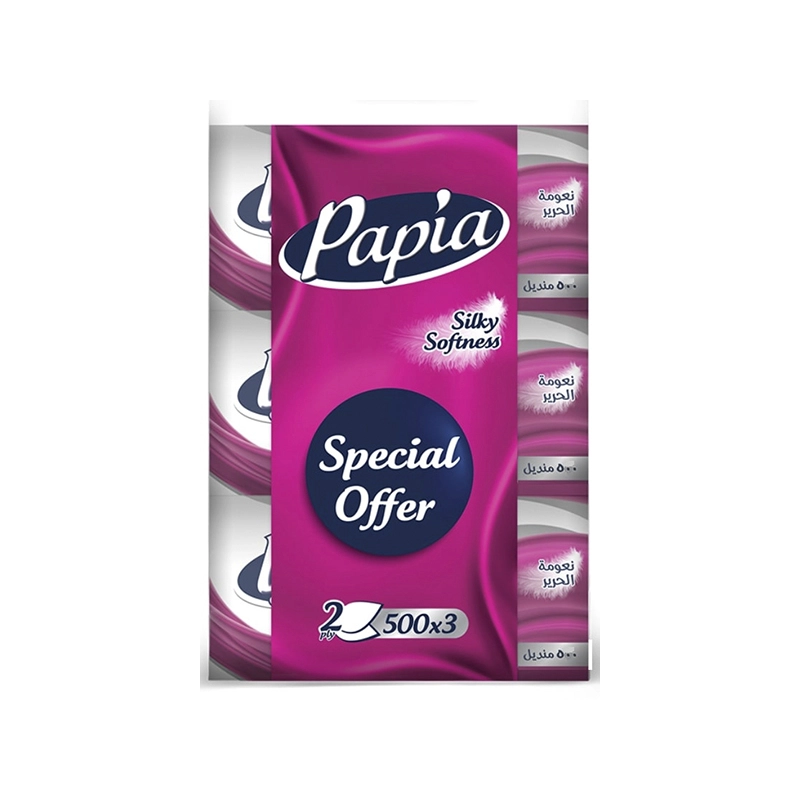 Papia
Silky
Softness
Special
Offer
2
ply
500x3
نعومة
الحرير
٥٠٠ منديل
نعومة
الحرير
٥٠٠ منديل
نعومة
الحرير
٥٠٠ منديل